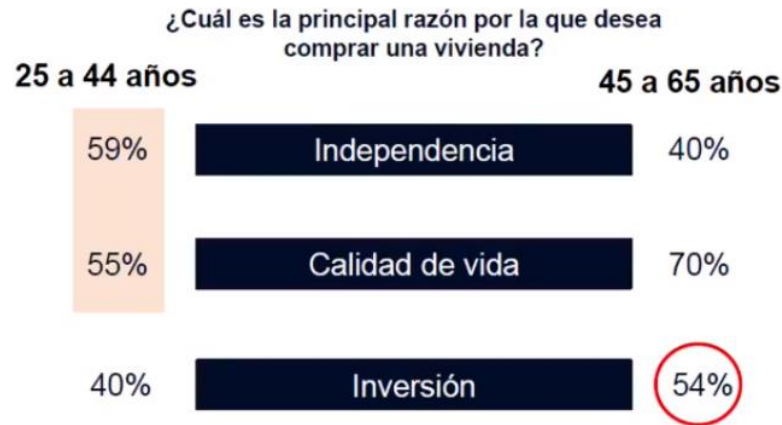 ¿Cuál es la principal razón por la que desea
comprar una vivienda?
25 a 44 años
45 a 65 años
59% Independencia 40%
55% Calidad de vida 70%
40% Inversión 54%